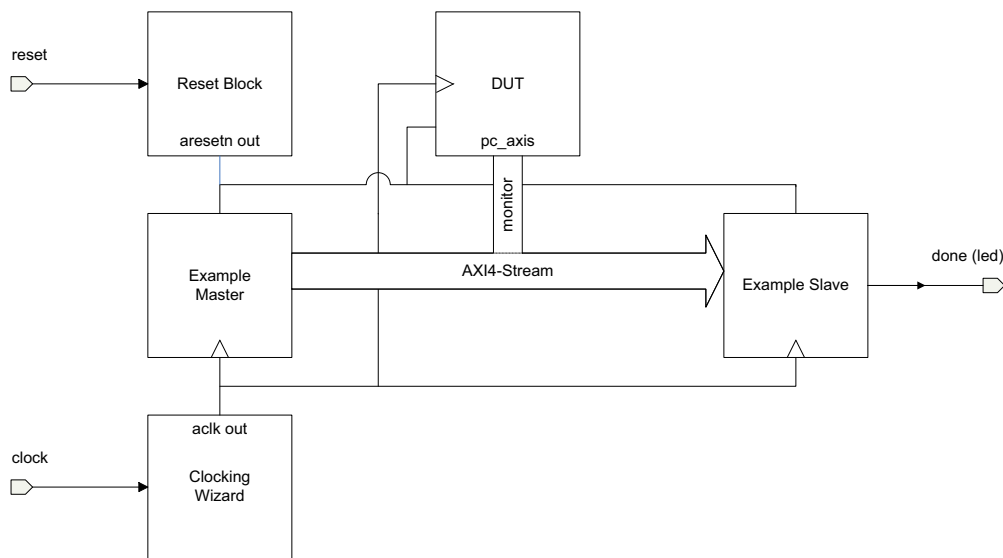 reset
Reset Block
aresetn out
DUT
pc_axis
monitor
Example
Master
AXI4-Stream
Example Slave
done (led)
aclk out
clock
Clocking
Wizard